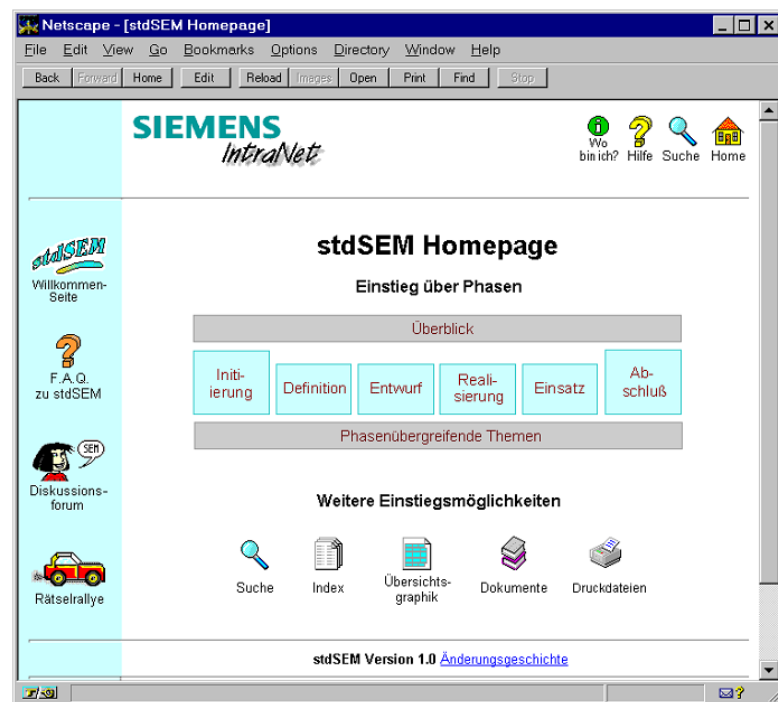 Netscape - [stdSEM Homepage]
File Edit View Go Bookmarks Options Directory Window Help
Back Forward Home Edit Reload Images Open Print Find Stop
SIEMENS
IntraNet
Wo
bin ich? Hilfe Suche Home
stdSEM
Willkommen-
Seite
F.A.Q.
zu stdSEM
SEM
Diskussions-
forum
Rätselrallye
stdSEM Homepage
Einstieg über Phasen
Überblick
Initi-
ierung
Definition
Entwurf
Reali-
sierung
Einsatz
Ab-
schluß
Phasenübergreifende Themen
Weitere Einstiegsmöglichkeiten
Suche
Index
Übersichts-
graphik
Dokumente
Druckdateien
stdSEM Version 1.0 Änderungsgeschichte